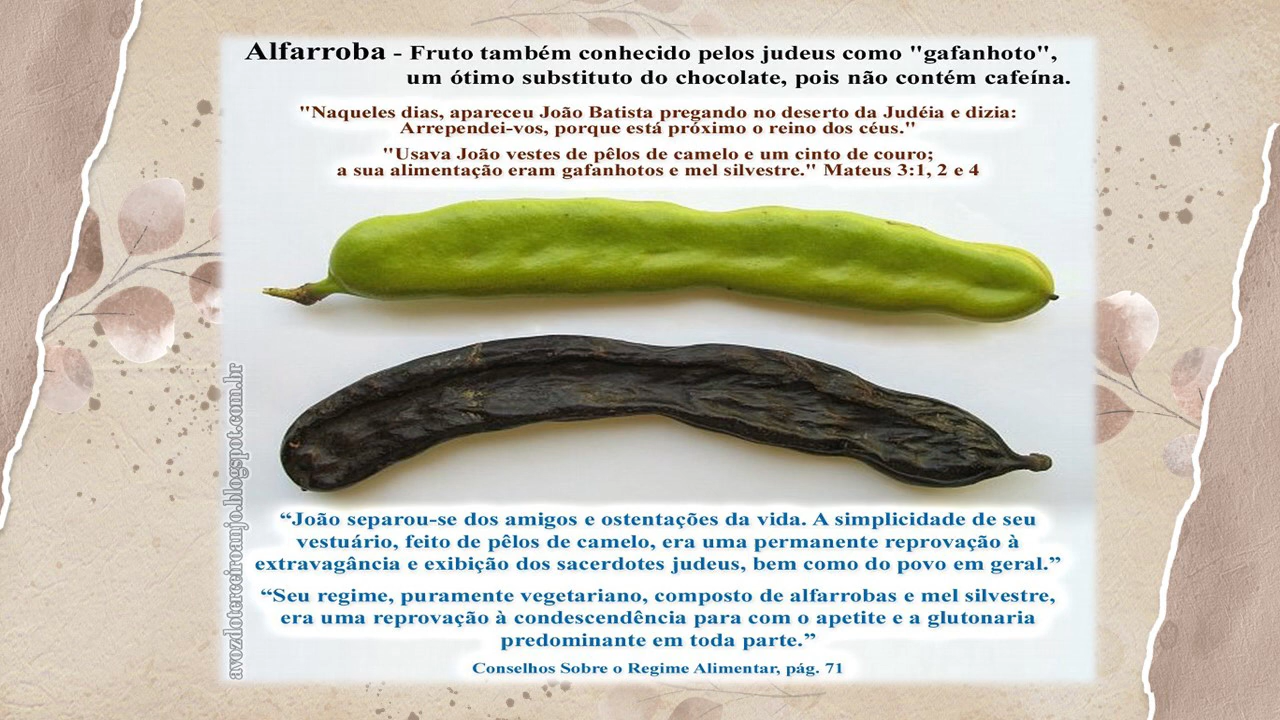 Alfarroba - Fruto também conhecido pelos judeus como "gafanhoto",
um ótimo substituto do chocolate, pois não contém cafeína.
"Naqueles dias, apareceu João Batista pregando no deserto da Judéia e dizia:
Arrependei-vos, porque está próximo o reino dos céus."
"Usava João vestes de pêlos de camelo e um cinto de couro;
a sua alimentação eram gafanhotos e mel silvestre." Mateus 3:1, 2 e 4
avozdoterceiroanjo.blogspot.com.br
“João separou-se dos amigos e ostentações da vida. A simplicidade de seu
vestuário, feito de pêlos de camelo, era uma permanente reprovação à
extravagância e exibição dos sacerdotes judeus, bem como do povo em geral.”
“Seu regime, puramente vegetariano, composto de alfarrobas e mel silvestre,
era uma reprovação à condescendência para com o apetite e a glutonaria
predominante em toda parte.”
Conselhos Sobre o Regime Alimentar, pág. 71